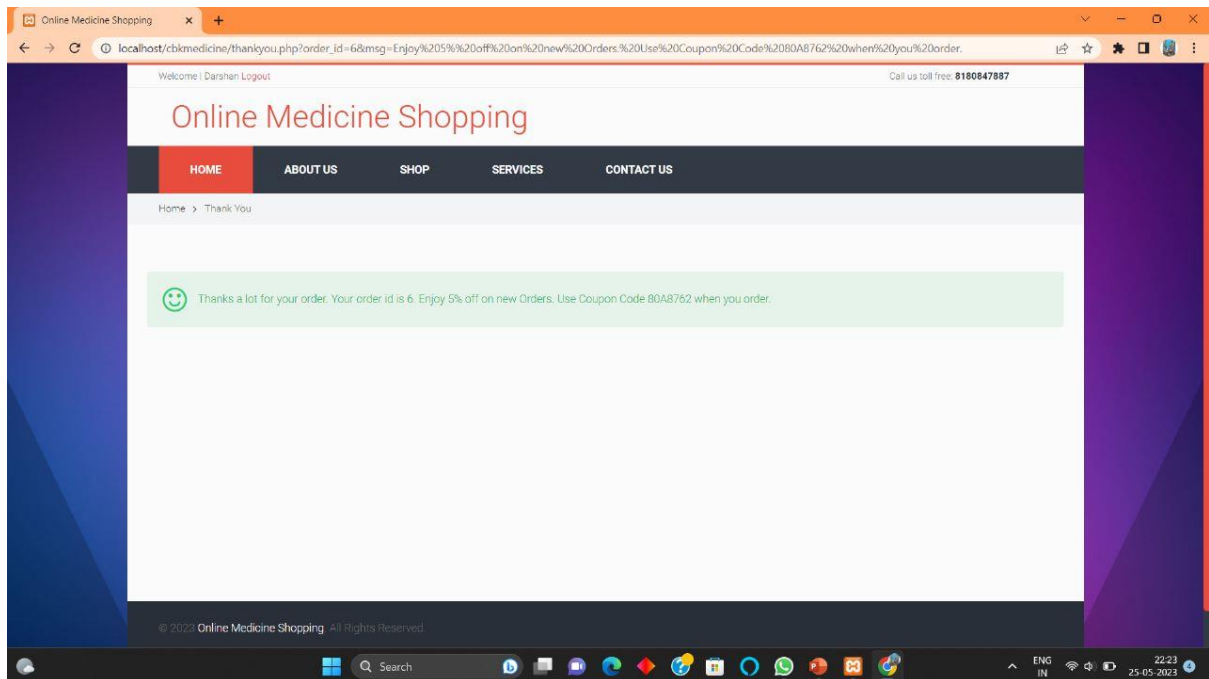 Online Medicine Shopping
localhost/cbkmedicine/thankyou.php?order_id=6&msg=Enjoy%205%%20off%20on%20new%20Orders.%20Use%20Coupon%20Code%2080A8762%20when%20you%20order.
Welcome | Darshan Logout Call us toll free: 8180847887
Online Medicine Shopping
HOME ABOUT US SHOP SERVICES CONTACT US
Home > Thank You
Thanks a lot for your order. Your order id is 6. Enjoy 5% off on new Orders. Use Coupon Code 80A8762 when you order.
© 2023 Online Medicine Shopping. All Rights Reserved.
Search ENG 22:23
IN 25-05-2023 4